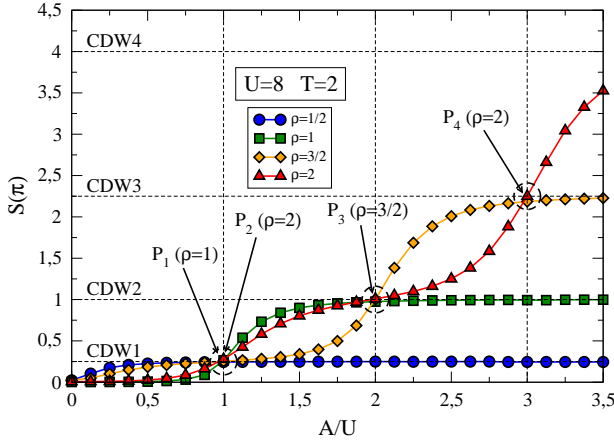 CDW4
U=8 T=2
ρ=1/2
ρ=1
ρ=3/2
ρ=2
P4 (ρ=2)
CDW3
P3 (ρ=3/2)
P2 (ρ=2)
P1 (ρ=1)
CDW2
CDW1
S(π)
5
4,5
4
3,5
3
2,5
2
1,5
1
0,5
0
0
0,5
1
1,5
2
2,5
3
3,5
A/U